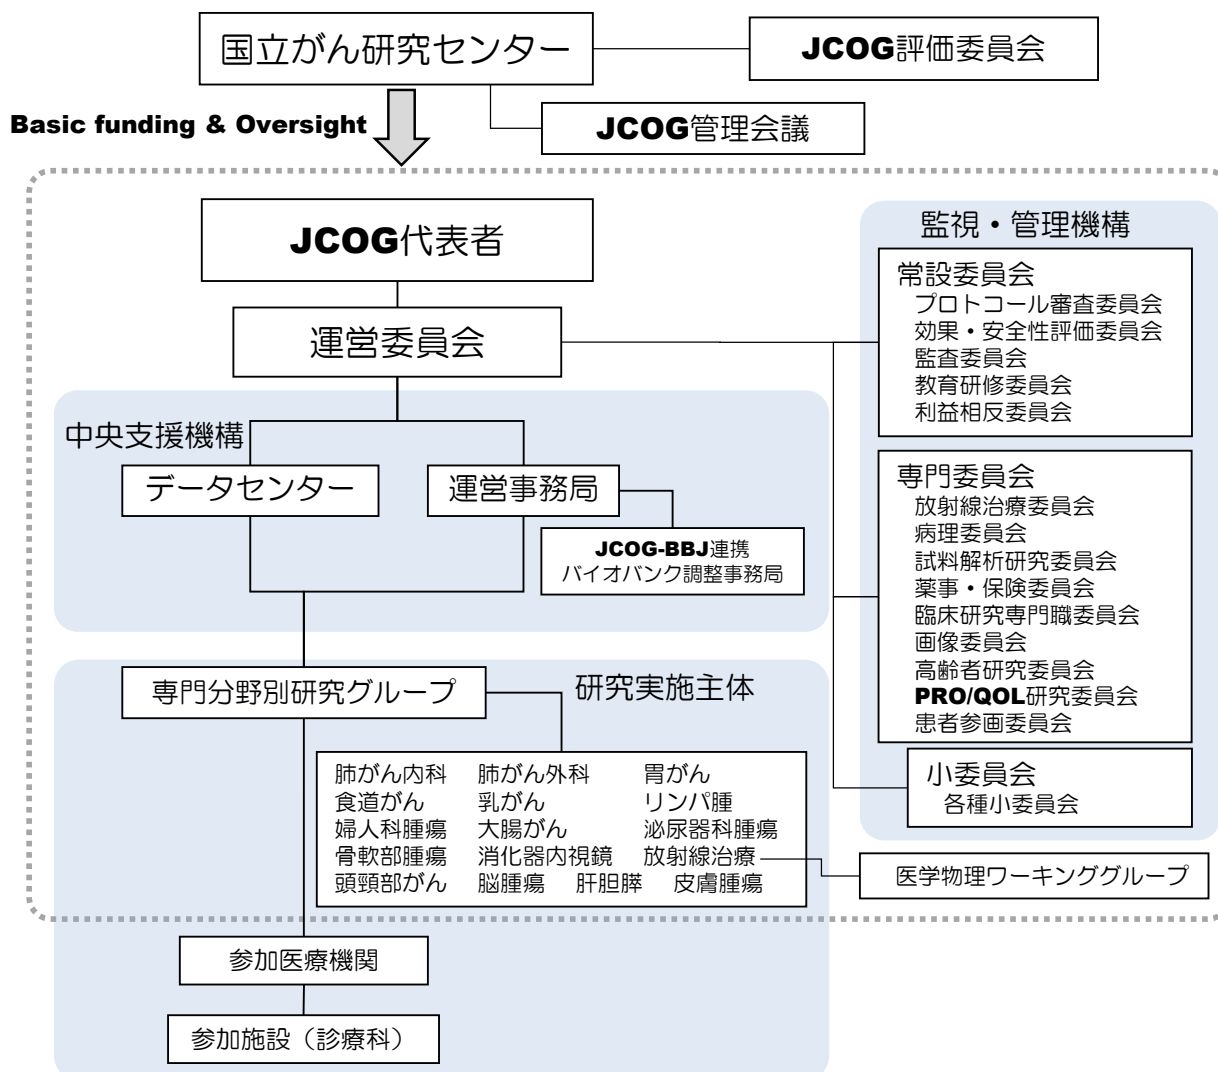 国立がん研究センター
JCOG評価委員会
Basic funding & Oversight
JCOG管理会議
JCOG代表者
運営委員会
中央支援機構
データセンター
運営事務局
JCOG-BBJ連携
バイオバンク調整事務局
監視・管理機構
常設委員会
プロトコール審査委員会
効果・安全性評価委員会
監査委員会
教育研修委員会
利益相反委員会
専門委員会
放射線治療委員会
病理委員会
試料解析研究委員会
薬事・保険委員会
臨床研究専門職委員会
画像委員会
高齢者研究委員会
PRO/QOL研究委員会
患者参画委員会
小委員会
各種小委員会
専門分野別研究グループ
研究実施主体
肺がん内科 肺がん外科 胃がん
食道がん 乳がん リンパ腫
婦人科腫瘍 大腸がん 泌尿器科腫瘍
骨軟部腫瘍 消化器内視鏡 放射線治療
頭頸部がん 脳腫瘍 肝胆膵 皮膚腫瘍
医学物理ワーキンググループ
参加医療機関
参加施設（診療科）